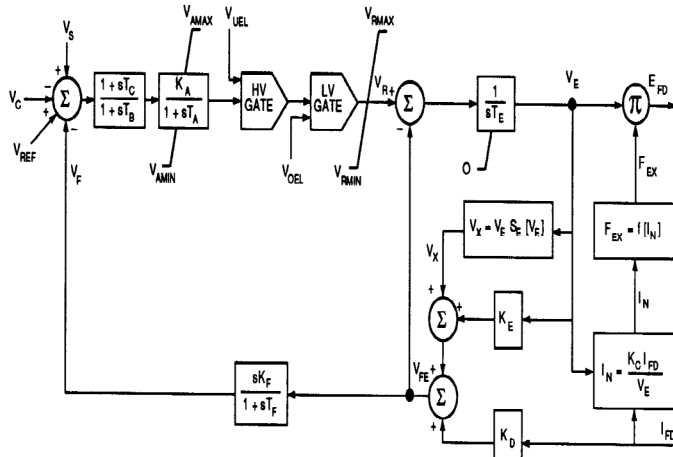 V_S
V_C
V_REF
V_F
+
−
+
−
Σ
1 + sT_C
1 + sT_B
V_AMAX
K_A
1 + sT_A
V_AMIN
V_UEL
HV
GATE
LV
GATE
V_OEL
V_RMAX
V_RMIN
V_R
+
−
Σ
1
sT_E
0
V_E
π
E_FD
F_EX
V_X = V_E S_E [V_E]
F_EX = f[I_N]
V_X
I_N
+
+
Σ
K_E
I_N = K_C I_FD
V_E
V_FE
+
+
Σ
K_D
I_FD
sK_F
1 + sT_F